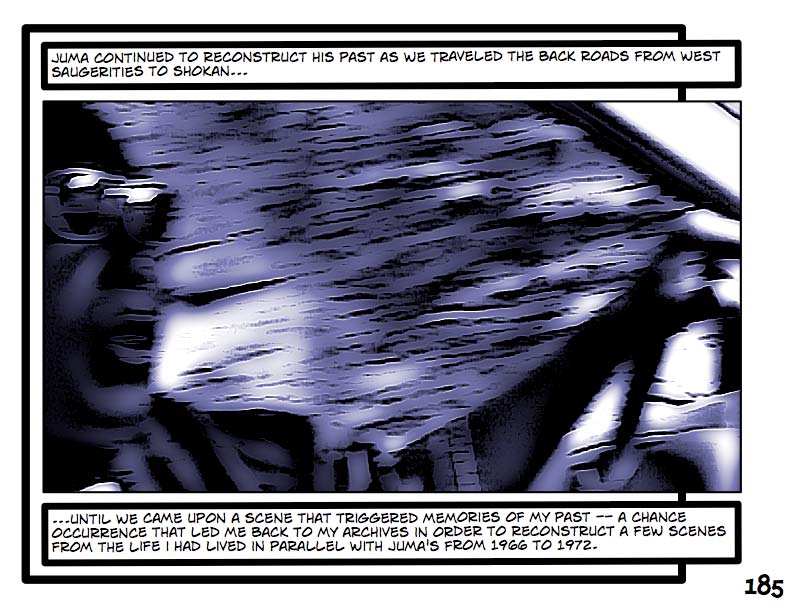 JUMA CONTINUED TO RECONSTRUCT HIS PAST AS WE TRAVELED THE BACK ROADS FROM WEST
SAUGERITIES TO SHOKAN...
...UNTIL WE CAME UPON A SCENE THAT TRIGGERED MEMORIES OF MY PAST -- A CHANCE
OCCURRENCE THAT LED ME BACK TO MY ARCHIVES IN ORDER TO RECONSTRUCT A FEW SCENES
FROM THE LIFE I HAD LIVED IN PARALLEL WITH JUMA'S FROM 1966 TO 1972.
185